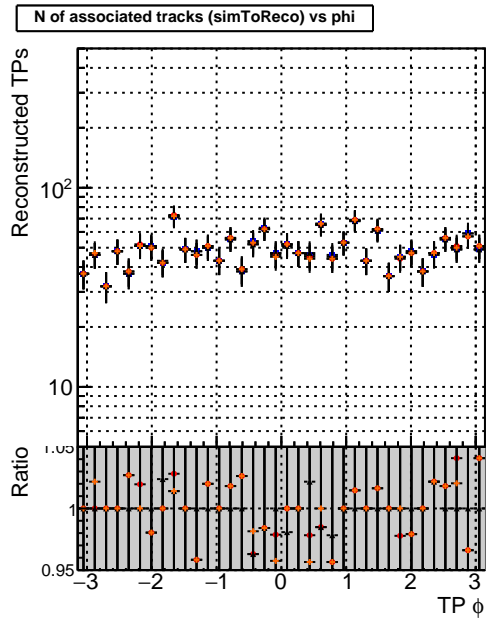 N of associated tracks (simToReco) vs phi
Reconstructed TPs
10²
10
Ratio
1.05
1
0.95
−3 −2 −1 0 1 2 3
TP ϕ